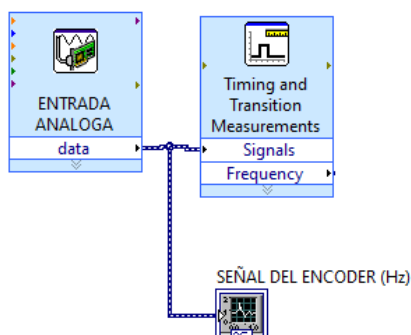 ENTRADA
ANALOGA
data
Timing and
Transition
Measurements
Signals
Frequency
SEÑAL DEL ENCODER (Hz)